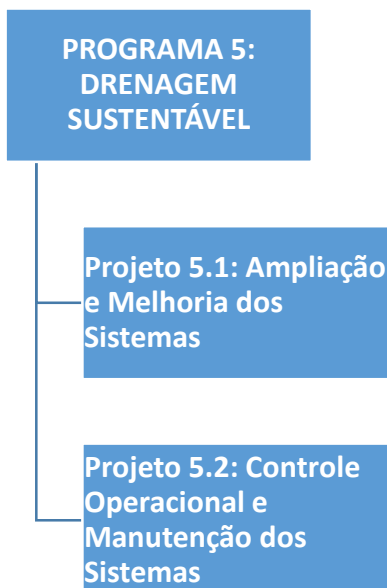 PROGRAMA 5:
DRENAGEM
SUSTENTÁVEL
Projeto 5.1: Ampliação
e Melhoria dos
Sistemas
Projeto 5.2: Controle
Operacional e
Manutenção dos
Sistemas